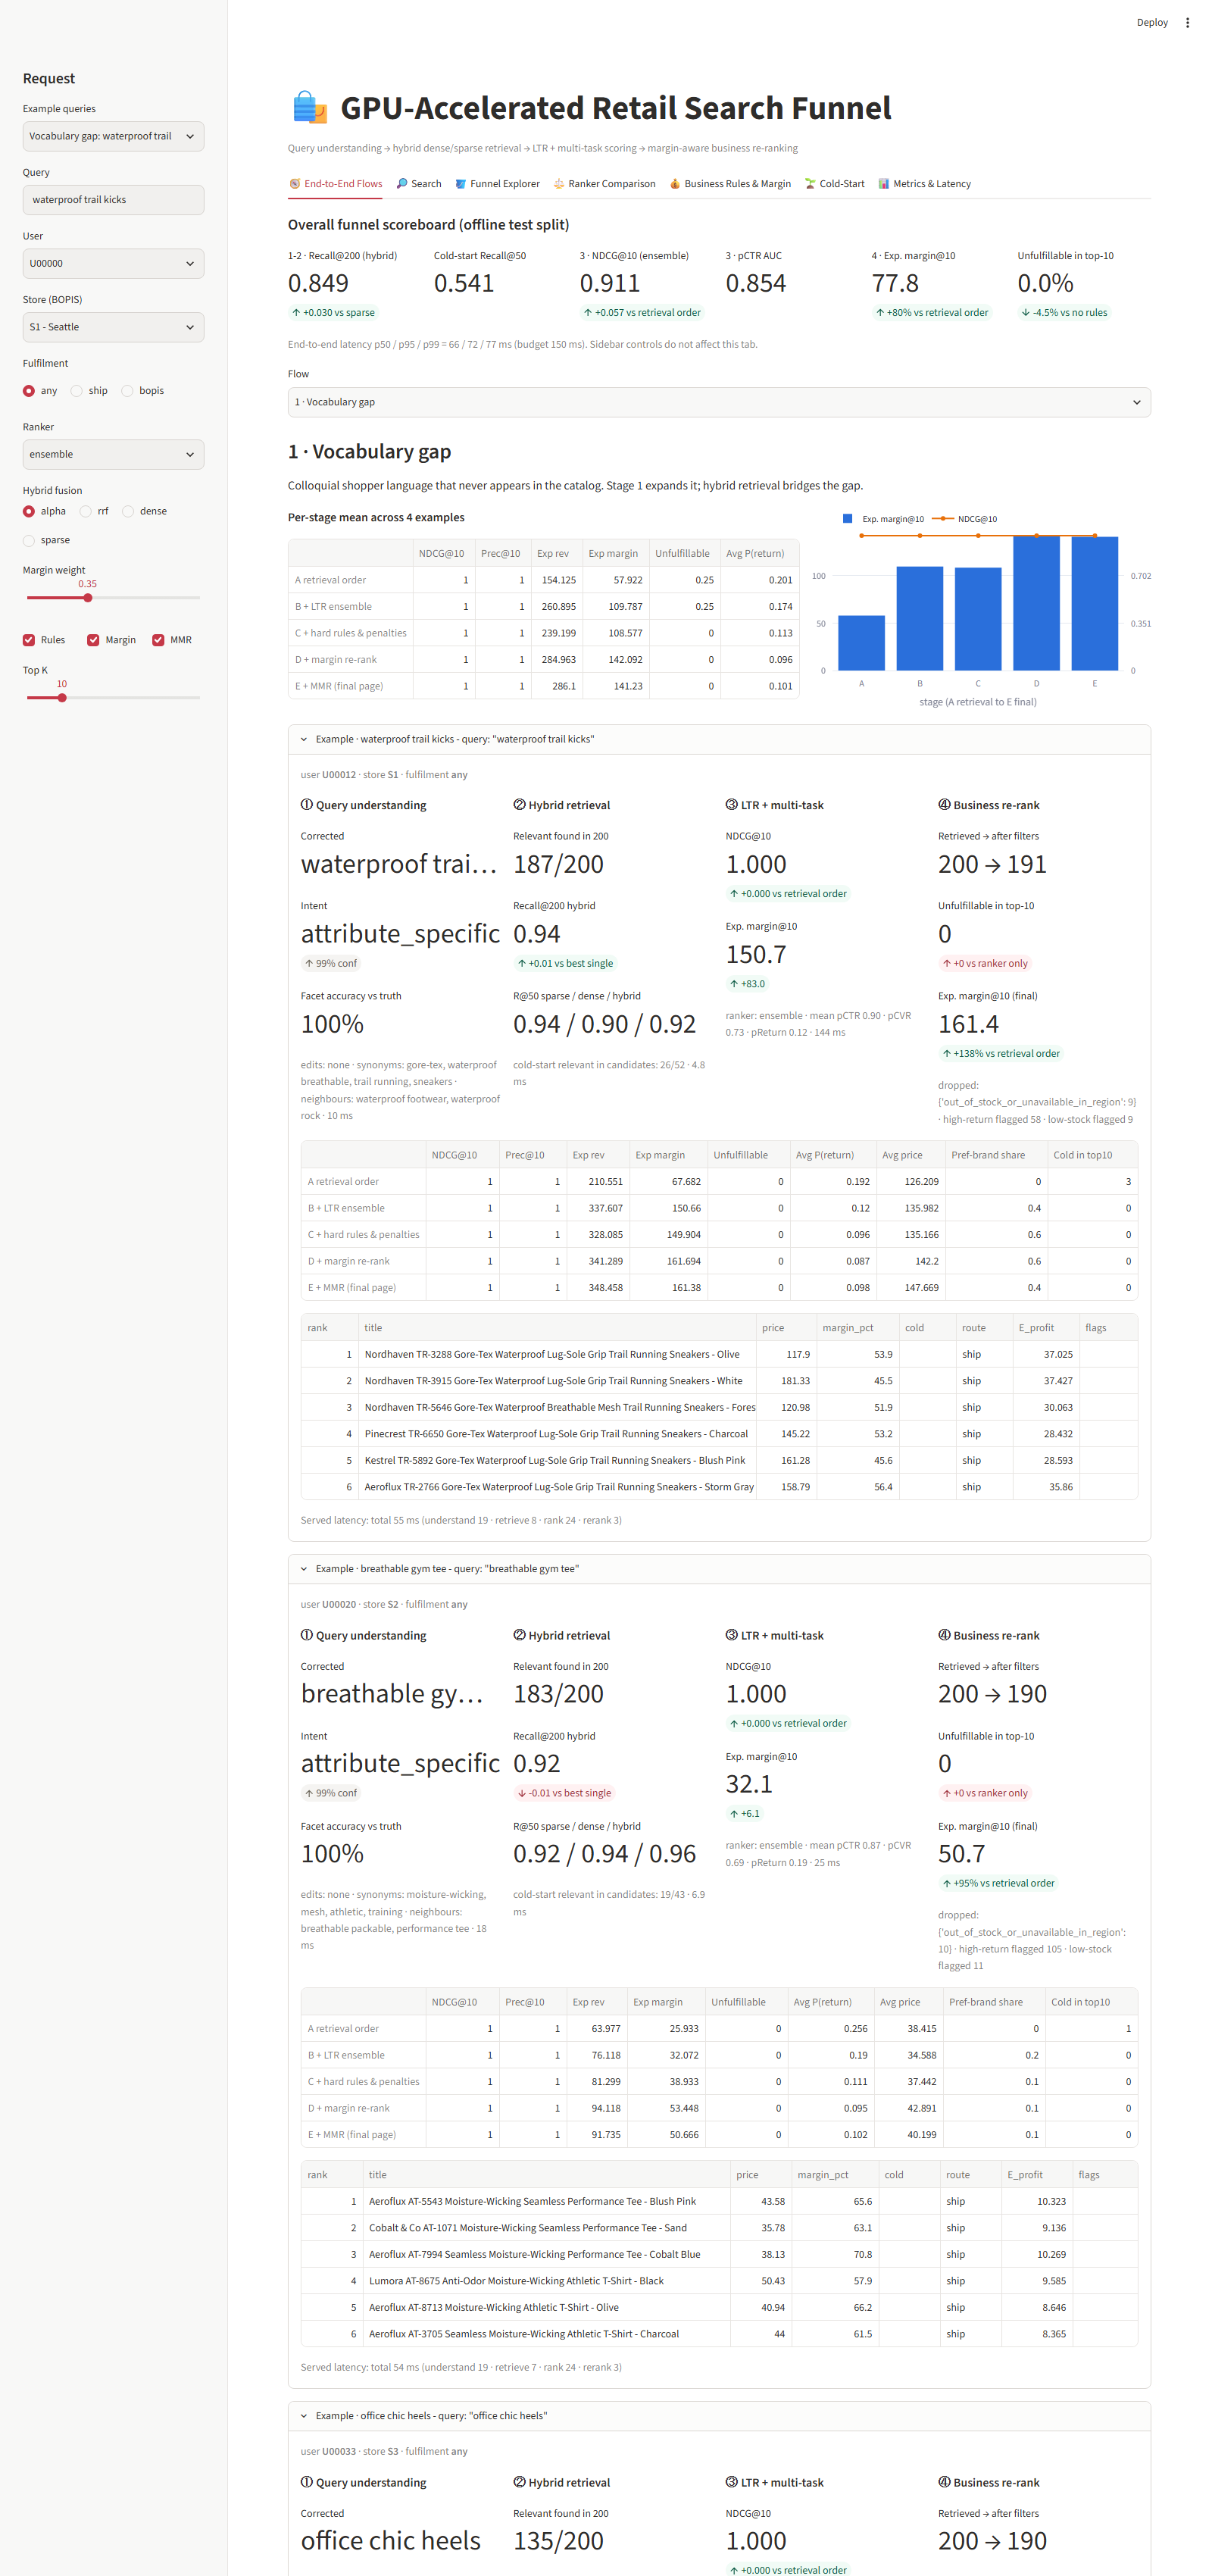 Deploy
Request
Example queries
Vocabulary gap: waterproof trail
Query
waterproof trail kicks
User
U00000
Store (BOPIS)
S1 - Seattle
Fulfilment
any ship bopis
Ranker
ensemble
Hybrid fusion
alpha rrf dense
sparse
Margin weight
0.35
Rules Margin MMR
Top K
10
GPU-Accelerated Retail Search Funnel
Query understanding → hybrid dense/sparse retrieval → LTR + multi-task scoring → margin-aware business re-ranking
End-to-End Flows Search Funnel Explorer Ranker Comparison Business Rules & Margin Cold-Start Metrics & Latency
Overall funnel scoreboard (offline test split)
1-2 · Recall@200 (hybrid) Cold-start Recall@50 3 · NDCG@10 (ensemble) 3 · pCTR AUC 4 · Exp. margin@10 Unfulfillable in top-10
0.849 0.541 0.911 0.854 77.8 0.0%
↑ +0.030 vs sparse ↑ +0.057 vs retrieval order ↑ +80% vs retrieval order ↓ -4.5% vs no rules
End-to-end latency p50 / p95 / p99 = 66 / 72 / 77 ms (budget 150 ms). Sidebar controls do not affect this tab.
Flow
1 · Vocabulary gap
1 · Vocabulary gap
Colloquial shopper language that never appears in the catalog. Stage 1 expands it; hybrid retrieval bridges the gap.
Per-stage mean across 4 examples
NDCG@10 Prec@10 Exp rev Exp margin Unfulfillable Avg P(return)
A retrieval order 1 1 154.125 57.922 0.25 0.201
B + LTR ensemble 1 1 260.895 109.787 0.25 0.174
C + hard rules & penalties 1 1 239.199 108.577 0 0.113
D + margin re-rank 1 1 284.963 142.092 0 0.096
E + MMR (final page) 1 1 286.1 141.23 0 0.101
Exp. margin@10 NDCG@10
100 0.702
50 0.351
0 0
A B C D E
stage (A retrieval to E final)
Example · waterproof trail kicks - query: "waterproof trail kicks"
user U00012 · store S1 · fulfilment any
① Query understanding ② Hybrid retrieval ③ LTR + multi-task ④ Business re-rank
Corrected Relevant found in 200 NDCG@10 Retrieved → after filters
waterproof trai… 187/200 1.000 200 → 191
↑ +0.000 vs retrieval order
Intent Recall@200 hybrid Exp. margin@10 Unfulfillable in top-10
attribute_specific 0.94 150.7 0
↑ 99% conf ↑ +0.01 vs best single ↑ +83.0 ↑ +0 vs ranker only
Facet accuracy vs truth R@50 sparse / dense / hybrid Exp. margin@10 (final)
100% 0.94 / 0.90 / 0.92 161.4
ranker: ensemble · mean pCTR 0.90 · pCVR
0.73 · pReturn 0.12 · 144 ms
↑ +138% vs retrieval order
edits: none · synonyms: gore-tex, waterproof
breathable, trail running, sneakers ·
neighbours: waterproof footwear, waterproof
rock · 10 ms
cold-start relevant in candidates: 26/52 · 4.8
ms
dropped:
{'out_of_stock_or_unavailable_in_region': 9}
· high-return flagged 58 · low-stock flagged 9
NDCG@10 Prec@10 Exp rev Exp margin Unfulfillable Avg P(return) Avg price Pref-brand share Cold in top10
A retrieval order 1 1 210.551 67.682 0 0.192 126.209 0 3
B + LTR ensemble 1 1 337.607 150.66 0 0.12 135.982 0.4 0
C + hard rules & penalties 1 1 328.085 149.904 0 0.096 135.166 0.6 0
D + margin re-rank 1 1 341.289 161.694 0 0.087 142.2 0.6 0
E + MMR (final page) 1 1 348.458 161.38 0 0.098 147.669 0.4 0
rank title price margin_pct cold route E_profit flags
1 Nordhaven TR-3288 Gore-Tex Waterproof Lug-Sole Grip Trail Running Sneakers - Olive 117.9 53.9 ship 37.025
2 Nordhaven TR-3915 Gore-Tex Waterproof Lug-Sole Grip Trail Running Sneakers - White 181.33 45.5 ship 37.427
3 Nordhaven TR-5646 Gore-Tex Waterproof Breathable Mesh Trail Running Sneakers - Fores 120.98 51.9 ship 30.063
4 Pinecrest TR-6650 Gore-Tex Waterproof Lug-Sole Grip Trail Running Sneakers - Charcoal 145.22 53.2 ship 28.432
5 Kestrel TR-5892 Gore-Tex Waterproof Lug-Sole Grip Trail Running Sneakers - Blush Pink 161.28 45.6 ship 28.593
6 Aeroflux TR-2766 Gore-Tex Waterproof Lug-Sole Grip Trail Running Sneakers - Storm Gray 158.79 56.4 ship 35.86
Served latency: total 55 ms (understand 19 · retrieve 8 · rank 24 · rerank 3)
Example · breathable gym tee - query: "breathable gym tee"
user U00020 · store S2 · fulfilment any
① Query understanding ② Hybrid retrieval ③ LTR + multi-task ④ Business re-rank
Corrected Relevant found in 200 NDCG@10 Retrieved → after filters
breathable gy… 183/200 1.000 200 → 190
↑ +0.000 vs retrieval order
Intent Recall@200 hybrid Exp. margin@10 Unfulfillable in top-10
attribute_specific 0.92 32.1 0
↑ 99% conf ↓ -0.01 vs best single ↑ +6.1 ↑ +0 vs ranker only
Facet accuracy vs truth R@50 sparse / dense / hybrid Exp. margin@10 (final)
100% 0.92 / 0.94 / 0.96 50.7
ranker: ensemble · mean pCTR 0.87 · pCVR
0.69 · pReturn 0.19 · 25 ms
↑ +95% vs retrieval order
edits: none · synonyms: moisture-wicking,
mesh, athletic, training · neighbours:
breathable packable, performance tee · 18
ms
cold-start relevant in candidates: 19/43 · 6.9
ms
dropped:
{'out_of_stock_or_unavailable_in_region':
10} · high-return flagged 105 · low-stock
flagged 11
NDCG@10 Prec@10 Exp rev Exp margin Unfulfillable Avg P(return) Avg price Pref-brand share Cold in top10
A retrieval order 1 1 63.977 25.933 0 0.256 38.415 0 1
B + LTR ensemble 1 1 76.118 32.072 0 0.19 34.588 0.2 0
C + hard rules & penalties 1 1 81.299 38.933 0 0.111 37.442 0.1 0
D + margin re-rank 1 1 94.118 53.448 0 0.095 42.891 0.1 0
E + MMR (final page) 1 1 91.735 50.666 0 0.102 40.199 0.1 0
rank title price margin_pct cold route E_profit flags
1 Aeroflux AT-5543 Moisture-Wicking Seamless Performance Tee - Blush Pink 43.58 65.6 ship 10.323
2 Cobalt & Co AT-1071 Moisture-Wicking Seamless Performance Tee - Sand 35.78 63.1 ship 9.136
3 Aeroflux AT-7994 Seamless Moisture-Wicking Performance Tee - Cobalt Blue 38.13 70.8 ship 10.269
4 Lumora AT-8675 Anti-Odor Moisture-Wicking Athletic T-Shirt - Black 50.43 57.9 ship 9.585
5 Aeroflux AT-8713 Moisture-Wicking Athletic T-Shirt - Olive 40.94 66.2 ship 8.646
6 Aeroflux AT-3705 Seamless Moisture-Wicking Athletic T-Shirt - Charcoal 44 61.5 ship 8.365
Served latency: total 54 ms (understand 19 · retrieve 7 · rank 24 · rerank 3)
Example · office chic heels - query: "office chic heels"
user U00033 · store S3 · fulfilment any
① Query understanding ② Hybrid retrieval ③ LTR + multi-task ④ Business re-rank
Corrected Relevant found in 200 NDCG@10 Retrieved → after filters
office chic heels 135/200 1.000 200 → 190
↑ +0.000 vs retrieval order